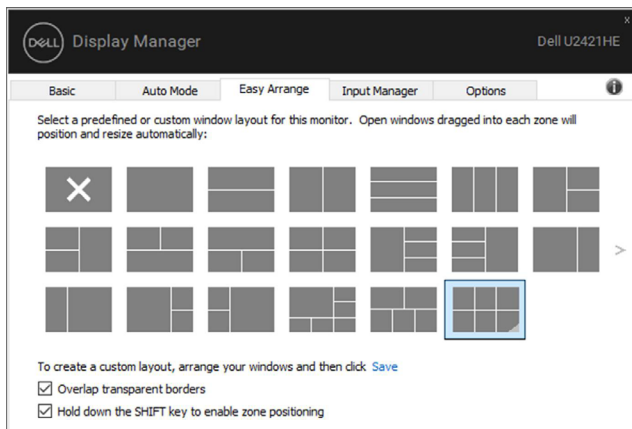 x
DELL Display Manager
Dell U2421HE
Basic
Auto Mode
Easy Arrange
Input Manager
Options
Select a predefined or custom window layout for this monitor. Open windows dragged into each zone will
position and resize automatically:
To create a custom layout, arrange your windows and then click Save
Overlap transparent borders
Hold down the SHIFT key to enable zone positioning